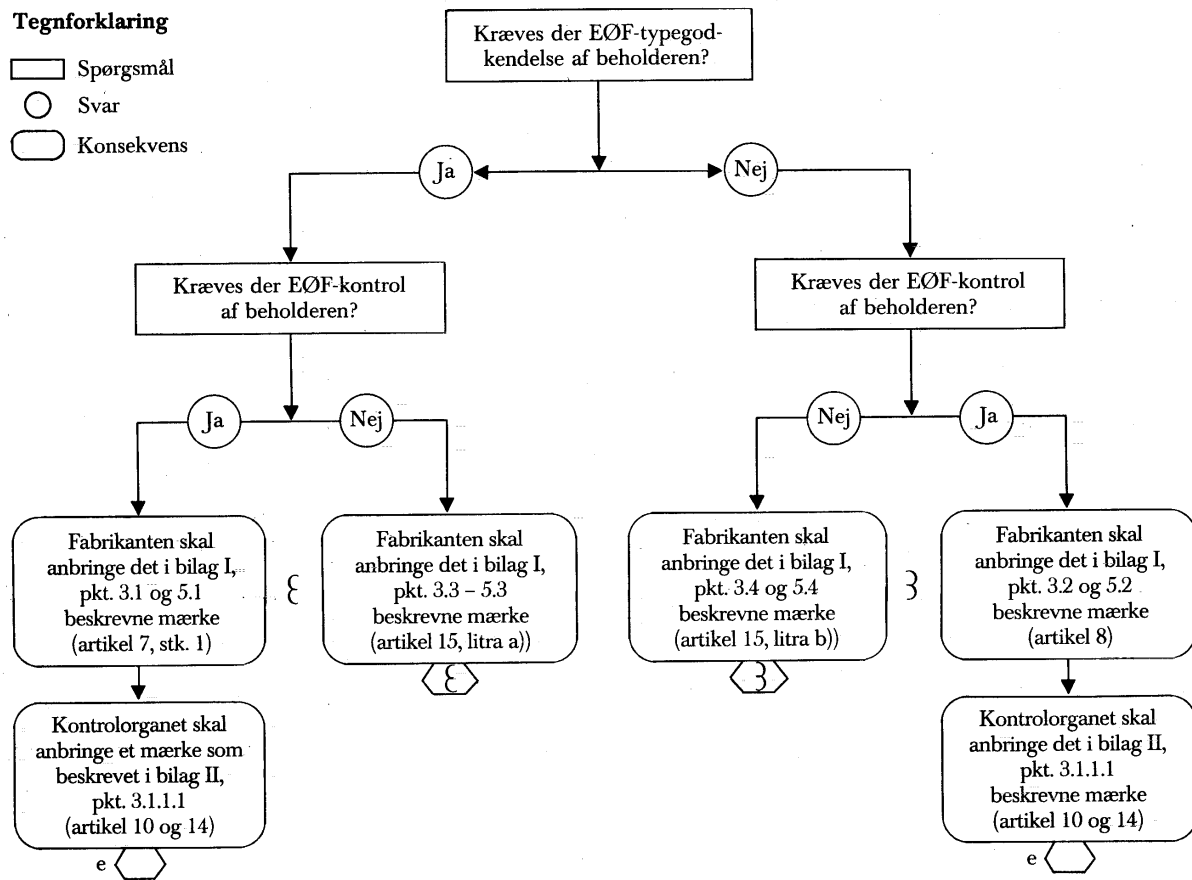 Tegnforklaring
Spørgsmål
Svar
Konsekvens
Kræves der EØF-typegod-
kendelse af beholderen?
Ja
Nej
Kræves der EØF-kontrol
af beholderen?
Kræves der EØF-kontrol
af beholderen?
Ja
Nej
Nej
Ja
Fabrikanten skal
anbringe det i bilag I,
pkt. 3.1 og 5.1
beskrevne mærke
(artikel 7, stk. 1)
Fabrikanten skal
anbringe det i bilag I,
pkt. 3.3 – 5.3
beskrevne mærke
(artikel 15, litra a))
Fabrikanten skal
anbringe det i bilag I,
pkt. 3.4 og 5.4
beskrevne mærke
(artikel 15, litra b))
Fabrikanten skal
anbringe det i bilag I,
pkt. 3.2 og 5.2
beskrevne mærke
(artikel 8)
Kontrolorganet skal
anbringe et mærke som
beskrevet i bilag II,
pkt. 3.1.1.1
(artikel 10 og 14)
e
Kontrolorganet skal
anbringe det i bilag II,
pkt. 3.1.1.1
beskrevne mærke
(artikel 10 og 14)
e